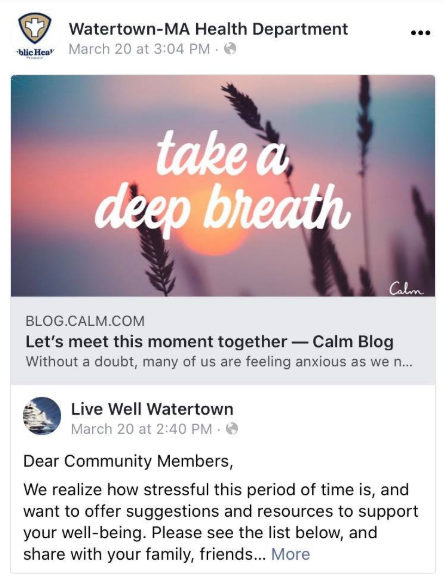 Watertown-MA Health Department
March 20 at 3:04 PM ·
take a
deep breath
Calm
BLOG.CALM.COM
Let's meet this moment together — Calm Blog
Without a doubt, many of us are feeling anxious as we n...
Live Well Watertown
March 20 at 2:40 PM ·
Dear Community Members,
We realize how stressful this period of time is, and
want to offer suggestions and resources to support
your well-being. Please see the list below, and
share with your family, friends... More